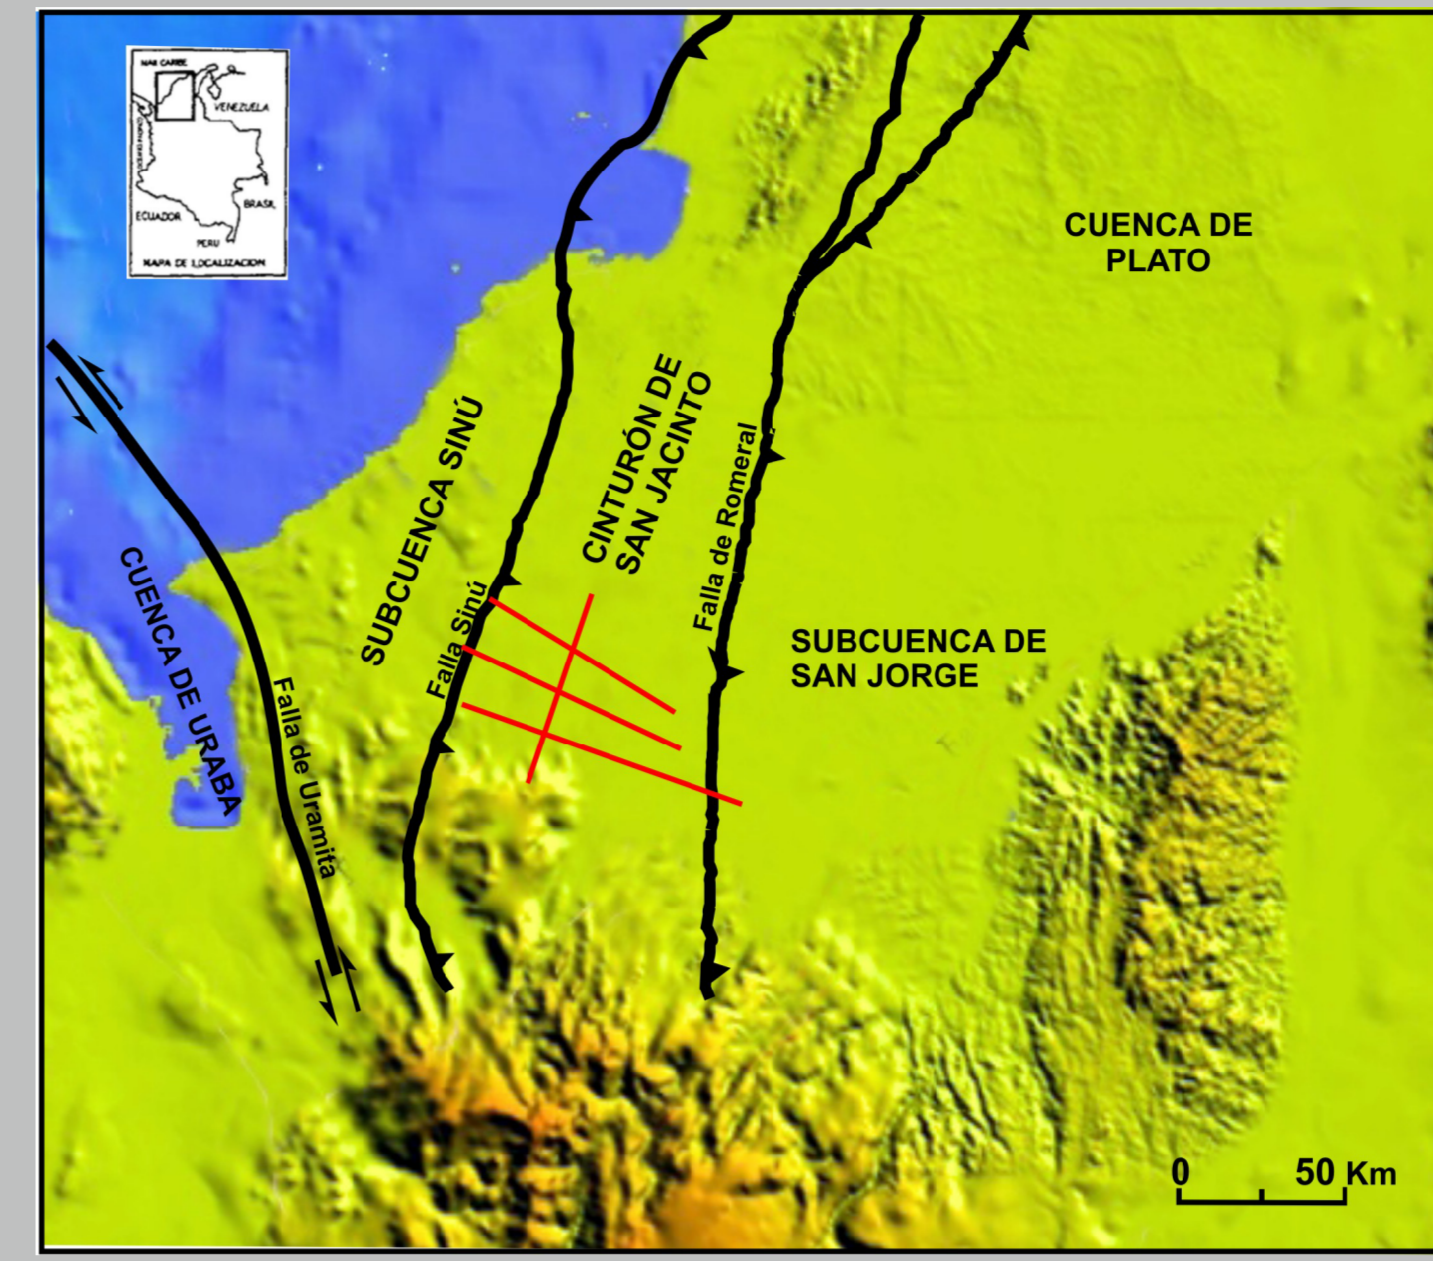 MAR CARIBE
VENEZUELA
BRASIL
ECUADOR
PERU
MAPA DE LOCALIZACION
CUENCA DE
PLATO
CINTURÓN DE
SAN JACINTO
SUBCUENCA SINÚ
Falla de Romeral
Falla Sinú
CUENCA DE URABA
Falla de Uramita
SUBCUENCA DE
SAN JORGE
0 50 Km